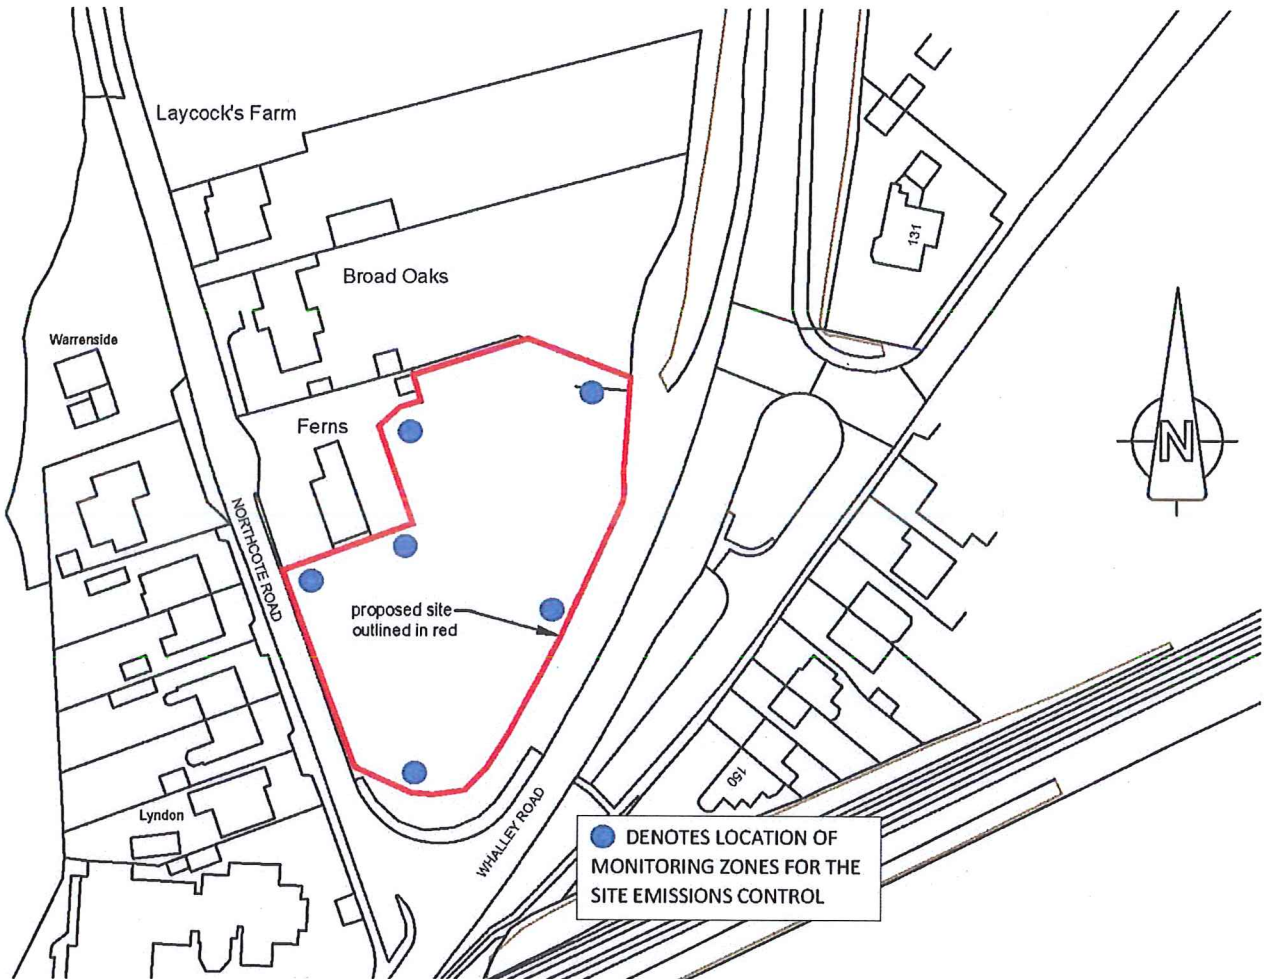 Laycock's Farm
131
Broad Oaks
Warrenside
Ferns
N
NORTHCOTE ROAD
proposed site
outlined in red
150
Lyndon
WHALLEY ROAD
DENOTES LOCATION OF
MONITORING ZONES FOR THE
SITE EMISSIONS CONTROL